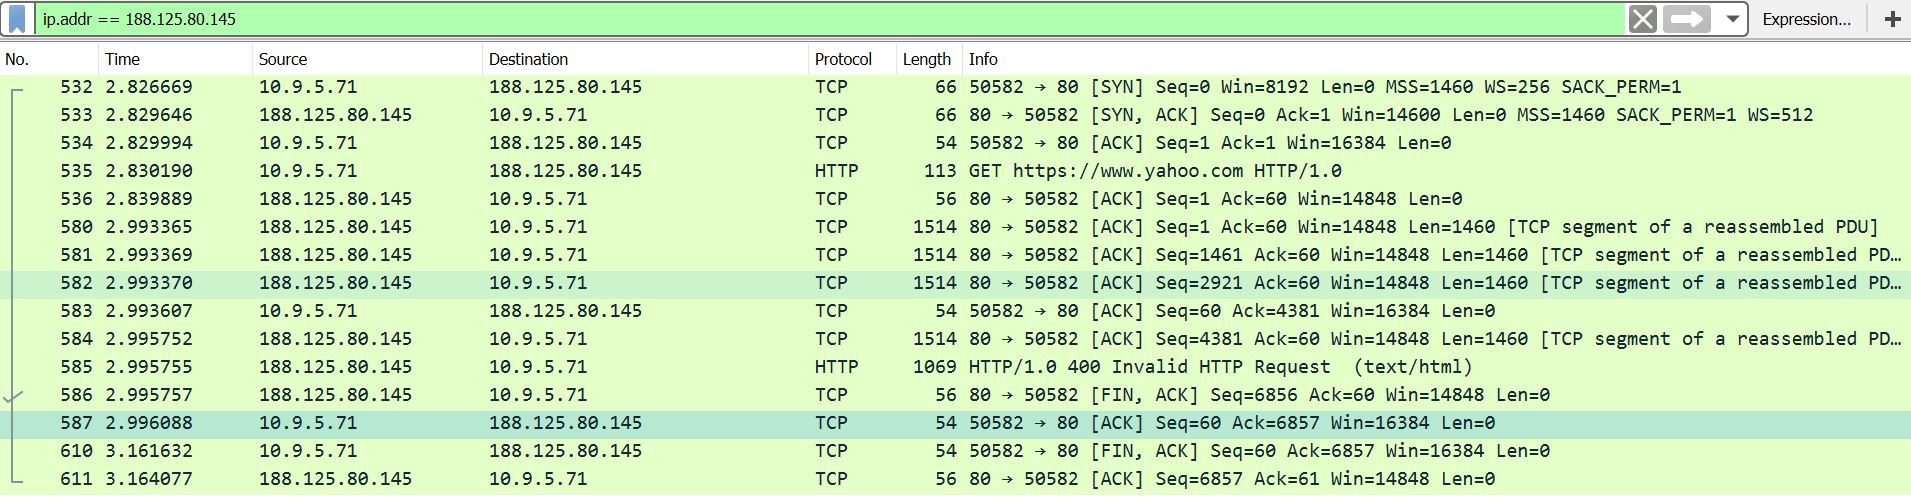 ip.addr == 188.125.80.145 Expression... +
No. Time Source Destination Protocol Length Info
532 2.826669 10.9.5.71 188.125.80.145 TCP 66 50582 → 80 [SYN] Seq=0 Win=8192 Len=0 MSS=1460 WS=256 SACK_PERM=1
533 2.829646 188.125.80.145 10.9.5.71 TCP 66 80 → 50582 [SYN, ACK] Seq=0 Ack=1 Win=14600 Len=0 MSS=1460 SACK_PERM=1 WS=512
534 2.829994 10.9.5.71 188.125.80.145 TCP 54 50582 → 80 [ACK] Seq=1 Ack=1 Win=16384 Len=0
535 2.830190 10.9.5.71 188.125.80.145 HTTP 113 GET https://www.yahoo.com HTTP/1.0
536 2.839889 188.125.80.145 10.9.5.71 TCP 56 80 → 50582 [ACK] Seq=1 Ack=60 Win=14848 Len=0
580 2.993365 188.125.80.145 10.9.5.71 TCP 1514 80 → 50582 [ACK] Seq=1 Ack=60 Win=14848 Len=1460 [TCP segment of a reassembled PDU]
581 2.993369 188.125.80.145 10.9.5.71 TCP 1514 80 → 50582 [ACK] Seq=1461 Ack=60 Win=14848 Len=1460 [TCP segment of a reassembled PD…
582 2.993370 188.125.80.145 10.9.5.71 TCP 1514 80 → 50582 [ACK] Seq=2921 Ack=60 Win=14848 Len=1460 [TCP segment of a reassembled PD…
583 2.993607 10.9.5.71 188.125.80.145 TCP 54 50582 → 80 [ACK] Seq=60 Ack=4381 Win=16384 Len=0
584 2.995752 188.125.80.145 10.9.5.71 TCP 1514 80 → 50582 [ACK] Seq=4381 Ack=60 Win=14848 Len=1460 [TCP segment of a reassembled PD…
585 2.995755 188.125.80.145 10.9.5.71 HTTP 1069 HTTP/1.0 400 Invalid HTTP Request (text/html)
586 2.995757 188.125.80.145 10.9.5.71 TCP 56 80 → 50582 [FIN, ACK] Seq=6856 Ack=60 Win=14848 Len=0
587 2.996088 10.9.5.71 188.125.80.145 TCP 54 50582 → 80 [ACK] Seq=60 Ack=6857 Win=16384 Len=0
610 3.161632 10.9.5.71 188.125.80.145 TCP 54 50582 → 80 [FIN, ACK] Seq=60 Ack=6857 Win=16384 Len=0
611 3.164077 188.125.80.145 10.9.5.71 TCP 56 80 → 50582 [ACK] Seq=6857 Ack=61 Win=14848 Len=0